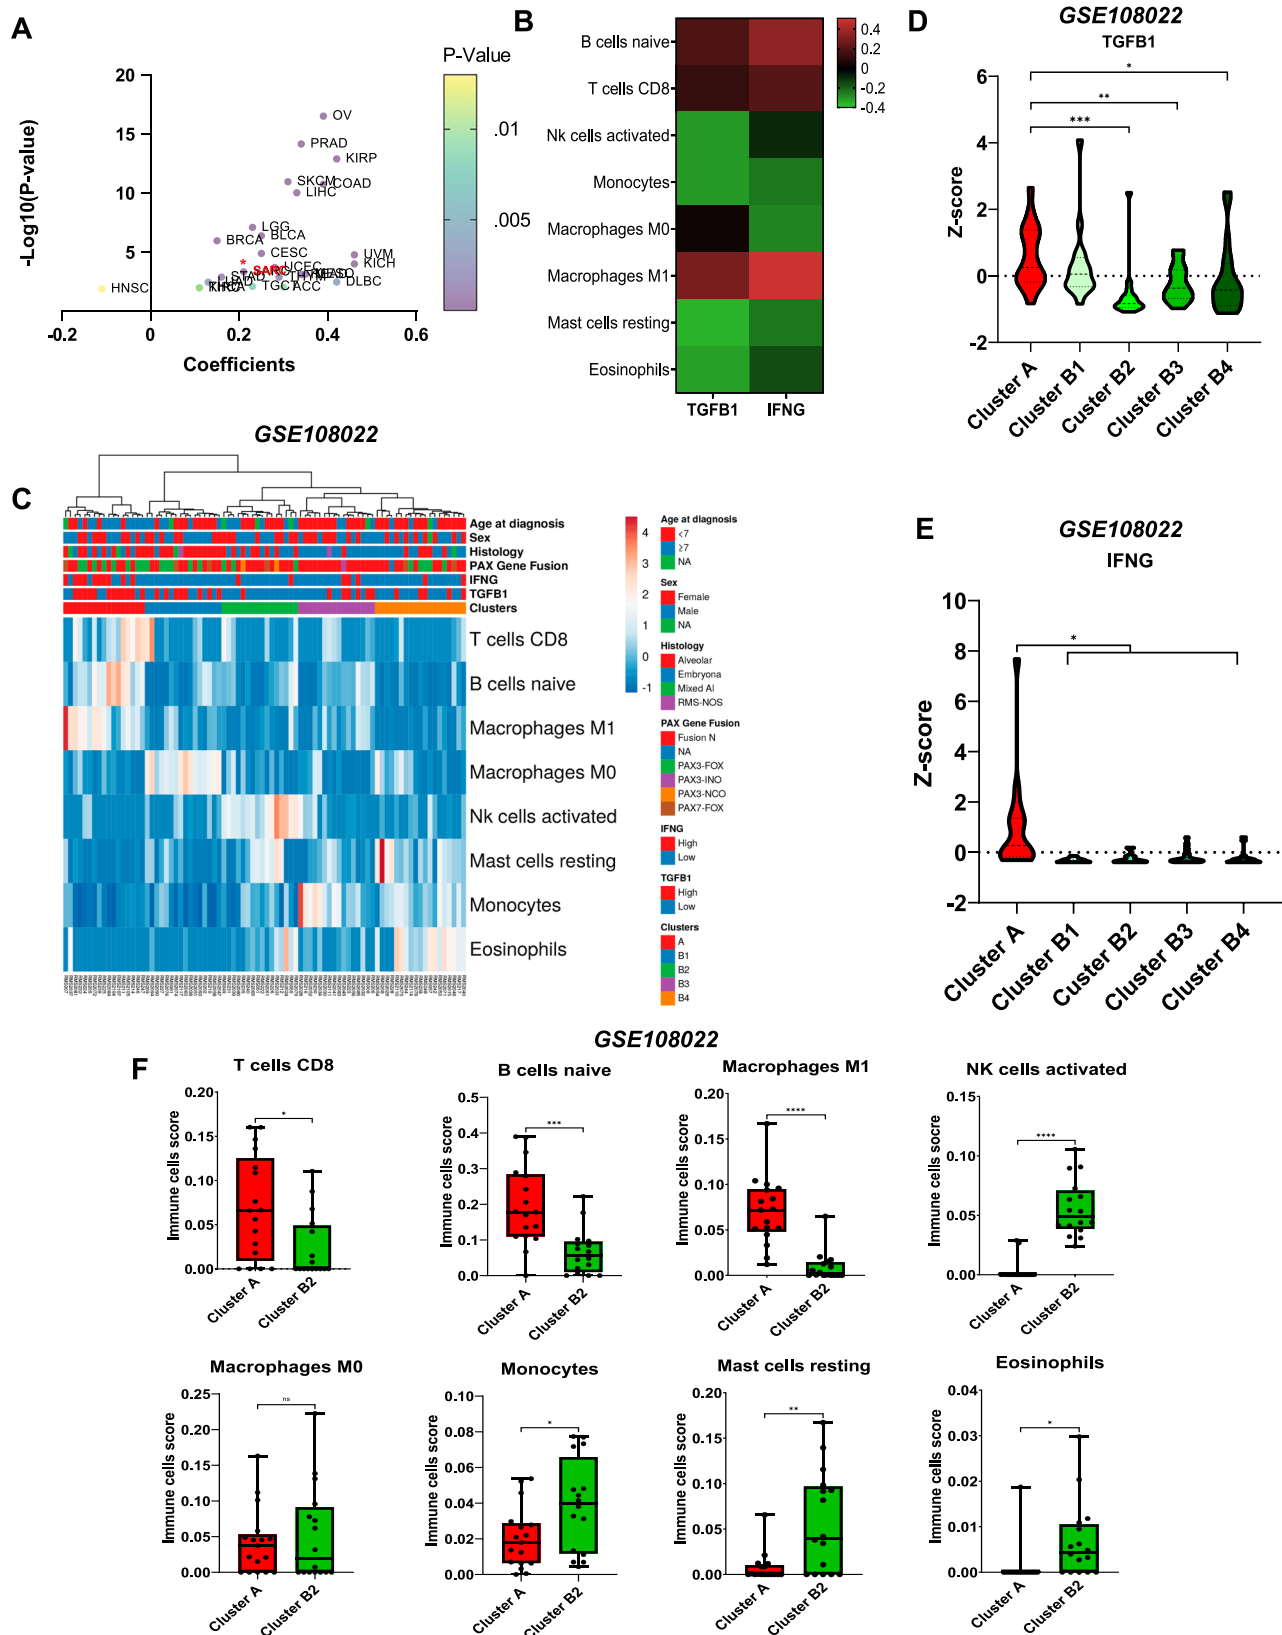 A
P-Value
20
15
10
5
-0.2
0
0.2
0.4
0.6
-Log10(P-value)
Coefficients
.01
.005
OV
PRAD
KIRP
SKCM
COAD
LIHC
LGG
BLCA
BRCA
CESC
UVM
KICH
*
SARC
UCEC
MESO
STAD
THYM
LUAD
DLBC
TGCT
ACC
THCA
HNSC
B
B cells naive
T cells CD8
Nk cells activated
Monocytes
Macrophages M0
Macrophages M1
Mast cells resting
Eosinophils
TGFB1
IFNG
0.4
0.2
0
-0.2
-0.4
D
GSE108022
TGFB1
*
**
***
6
4
2
0
-2
Z-score
Cluster A
Cluster B1
Custer B2
Cluster B3
Cluster B4
GSE108022
C
Age at diagnosis
Sex
Histology
PAX Gene Fusion
IFNG
TGFB1
Clusters
T cells CD8
B cells naive
Macrophages M1
Macrophages M0
Nk cells activated
Mast cells resting
Monocytes
Eosinophils
4
3
2
1
0
-1
Age at diagnosis
<7
≥7
NA
Sex
Female
Male
NA
Histology
Alveolar
Embryona
Mixed Al
RMS-NOS
PAX Gene Fusion
Fusion N
NA
PAX3-FOX
PAX3-INO
PAX3-NCO
PAX7-FOX
IFNG
High
Low
TGFB1
High
Low
Clusters
A
B1
B2
B3
B4
E
GSE108022
IFNG
*
10
8
6
4
2
0
-2
Z-score
Cluster A
Cluster B1
Custer B2
Cluster B3
Cluster B4
GSE108022
F
T cells CD8
*
0.20
0.15
0.10
0.05
0.00
Immune cells score
Cluster A
Cluster B2
B cells naive
***
0.5
0.4
0.3
0.2
0.1
0.0
Immune cells score
Cluster A
Cluster B2
Macrophages M1
****
0.20
0.15
0.10
0.05
0.00
Immune cells score
Cluster A
Cluster B2
NK cells activated
****
0.15
0.10
0.05
0.00
Immune cells socre
Cluster A
Cluster B2
Macrophages M0
ns
0.25
0.20
0.15
0.10
0.05
0.00
Immune cells score
Cluster A
Cluster B2
Monocytes
*
0.10
0.08
0.06
0.04
0.02
0.00
Immune cells score
Cluster A
Cluster B2
Mast cells resting
**
0.20
0.15
0.10
0.05
0.00
Immune cells score
Cluster A
Cluster B2
Eosinophils
*
0.04
0.03
0.02
0.01
0.00
Immune cells score
Cluster A
Cluster B2